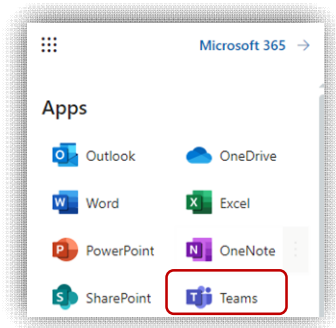 Microsoft 365 →
Apps
Outlook OneDrive
Word Excel
PowerPoint OneNote
SharePoint Teams